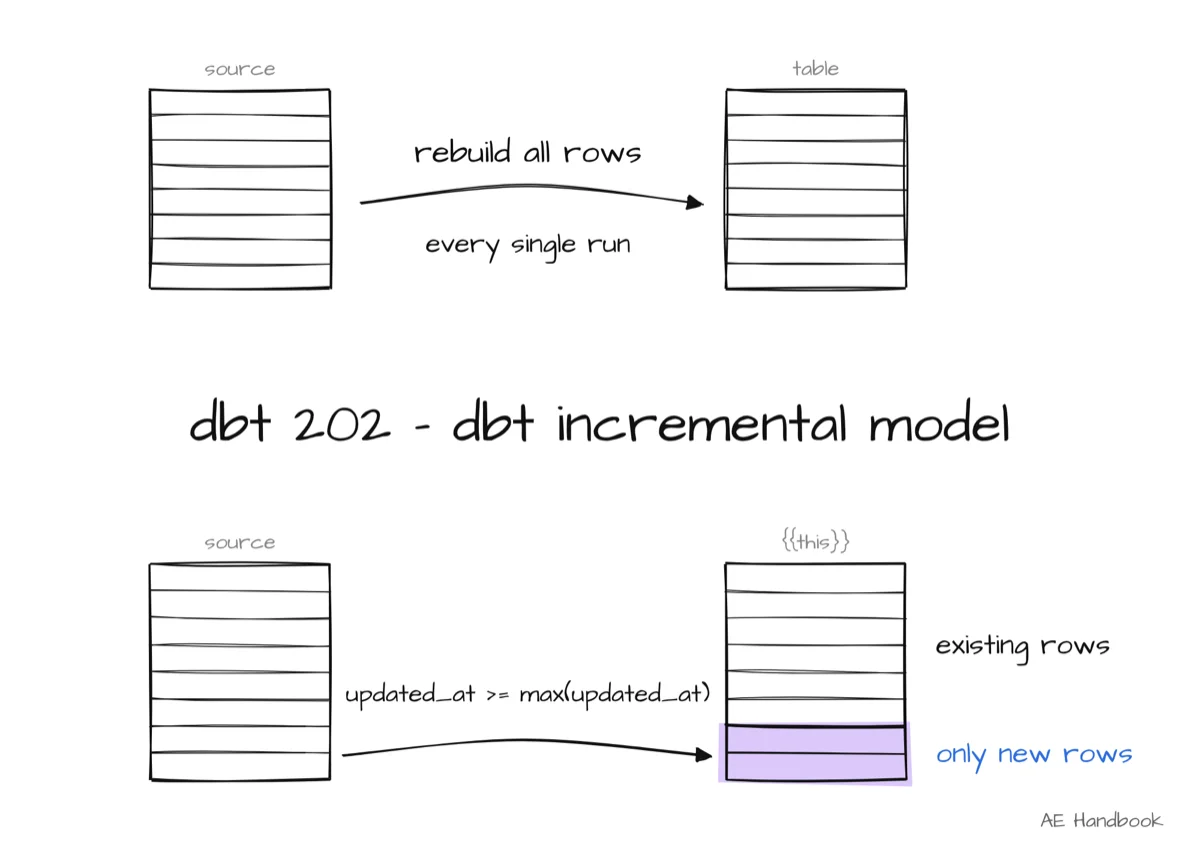 source
table
rebuild all rows
every single run
dbt 202 - dbt incremental model
source
{{this}}
existing rows
updated_at >= max(updated_at)
only new rows
AE Handbook